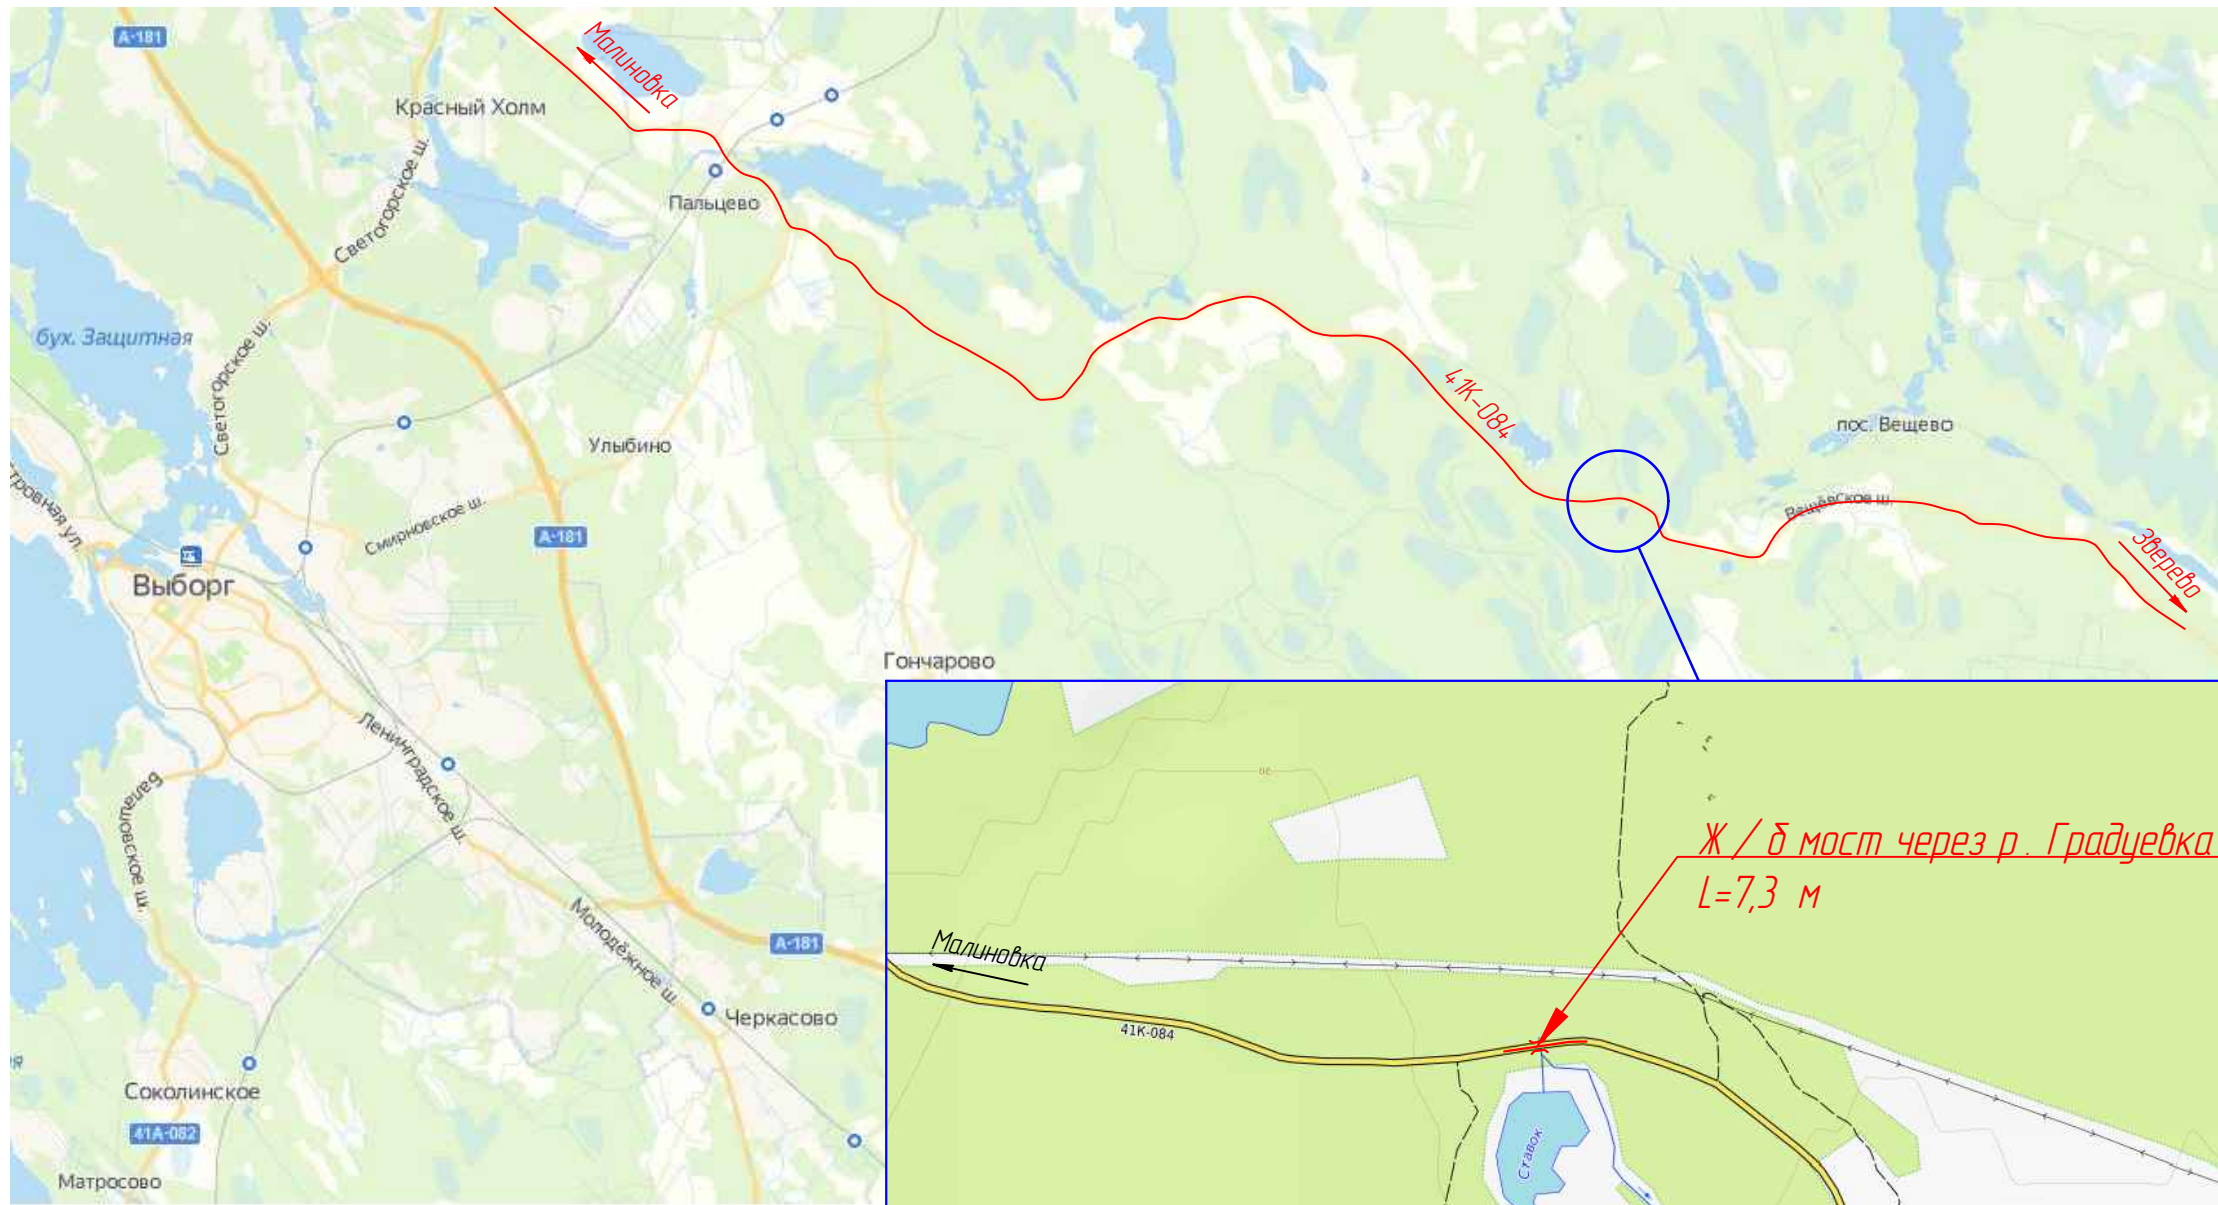 А-181
Малиновка
Красный Холм
Светогорское ш.
Пальцево
бух. Защитная
Светогорское ш.
41К-084
пос. Вещево
Улыбино
Вещёвское ш.
Смирновское ш.
А-181
Зверево
Выборг
Гончарово
Ленинградское ш.
Ж / б мост через р. Градуевка
L=7,3 м
Молодёжное ш.
А-181
Малиновка
41К-084
Черкасово
Соколинское
41А-082
Ставок
Матросово